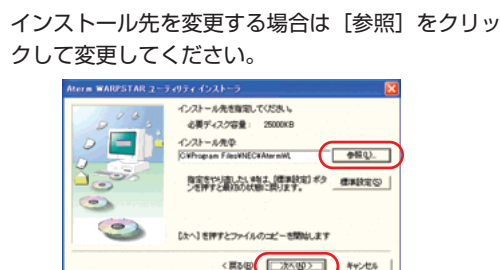 インストール先を変更する場合は［参照］をクリッ
クして変更してください。
Aterm WARPSTAR ユーティリティ インストーラ
インストール先を指定してください。
必要ディスク容量： 25000KB
インストール先(I):
C:¥Program Files¥NEC¥AtermWL
参照(U)...
指定をやり直したい時は、[標準設定] ボタ
ンを押すと最初の状態に戻ります。
標準設定(S)
[次へ] を押すとファイルのコピーを開始します
< 戻る(B)
次へ(N) >
キャンセル